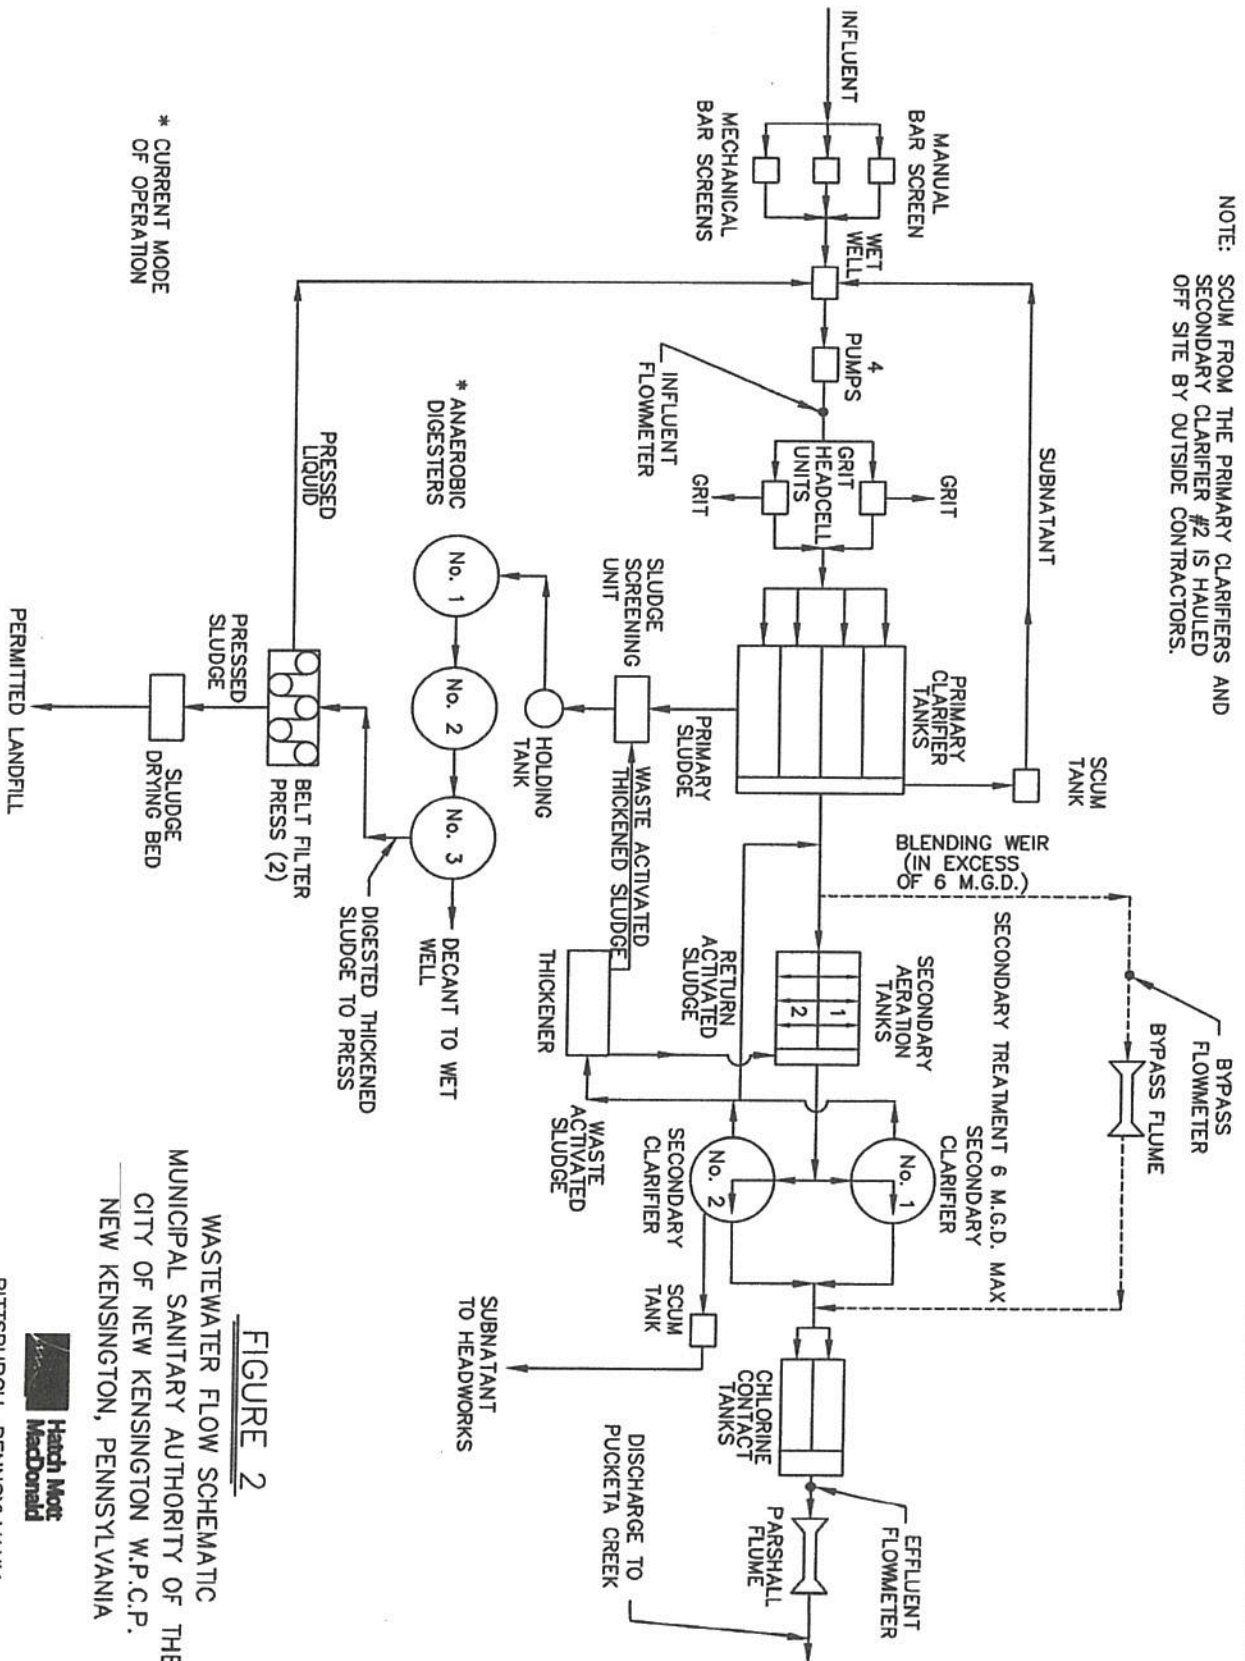 NOTE: SCUM FROM THE PRIMARY CLARIFIERS AND
SECONDARY CLARIFIER #2 IS HAULED
OFF SITE BY OUTSIDE CONTRACTORS.
INFLUENT
MANUAL
BAR SCREEN
MECHANICAL
BAR SCREENS
WET
WELL
4
PUMPS
INFLUENT
FLOWMETER
SUBNATANT
GRIT
GRIT
HEADCELL
UNITS
GRIT
PRIMARY
CLARIFIER
TANKS
SCUM
TANK
PRIMARY
SLUDGE
BLENDING WEIR
(IN EXCESS
OF 6 M.G.D.)
BYPASS
FLOWMETER
BYPASS FLUME
SECONDARY TREATMENT 6 M.G.D. MAX
SECONDARY
AERATION
TANKS
1
2
RETURN
ACTIVATED
SLUDGE
SECONDARY
CLARIFIER
No. 1
No. 2
SECONDARY
CLARIFIER
SCUM
TANK
SUBNATANT
TO HEADWORKS
CHLORINE
CONTACT
TANKS
EFFLUENT
FLOWMETER
PARSHALL
FLUME
DISCHARGE TO
PUCKETA CREEK
WASTE
ACTIVATED
SLUDGE
THICKENER
WASTE ACTIVATED
THICKENED SLUDGE
SLUDGE
SCREENING
UNIT
HOLDING
TANK
* ANAEROBIC
DIGESTERS
No. 1
No. 2
No. 3
DECANT TO WET
WELL
DIGESTED THICKENED
SLUDGE TO PRESS
BELT FILTER
PRESS (2)
PRESSED
LIQUID
PRESSED
SLUDGE
SLUDGE
DRYING BED
PERMITTED LANDFILL
* CURRENT MODE
OF OPERATION
FIGURE 2
WASTEWATER FLOW SCHEMATIC
MUNICIPAL SANITARY AUTHORITY OF THE
CITY OF NEW KENSINGTON W.P.C.P.
NEW KENSINGTON, PENNSYLVANIA
Hatch Mott
MacDonald